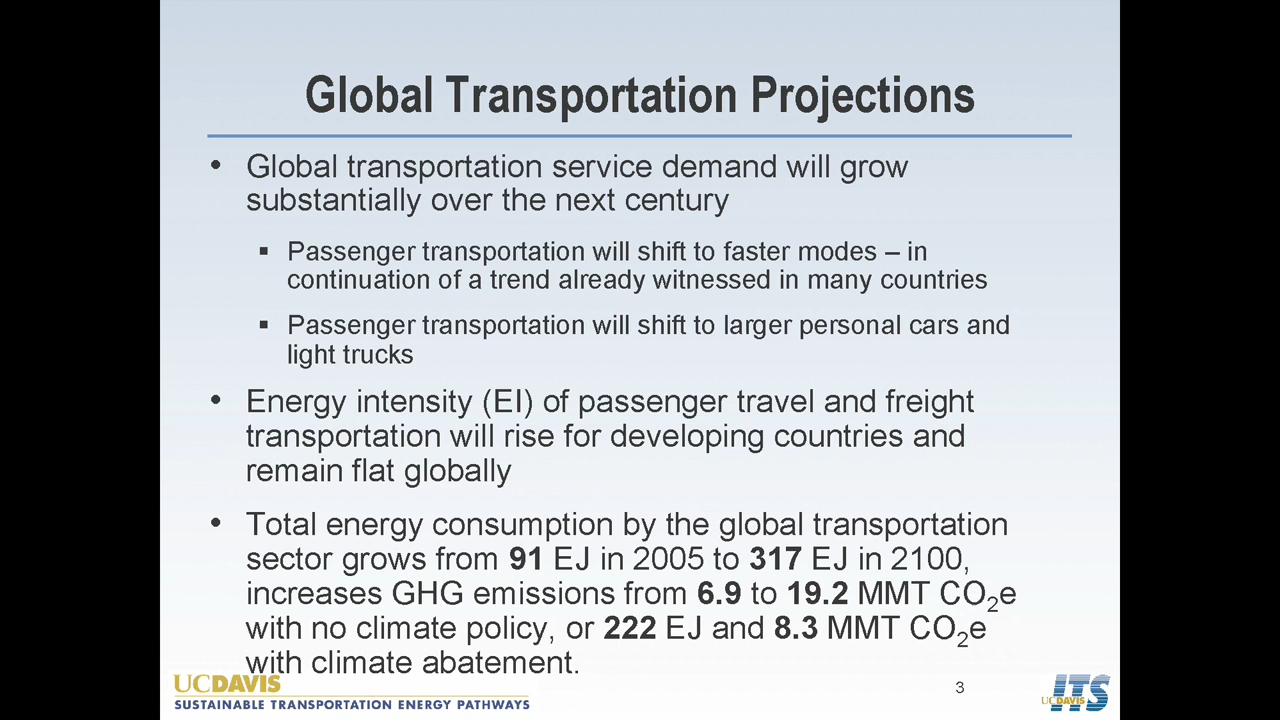 Global Transportation Projections
• Global transportation service demand will grow
substantially over the next century
▪ Passenger transportation will shift to faster modes – in
continuation of a trend already witnessed in many countries
▪ Passenger transportation will shift to larger personal cars and
light trucks
• Energy intensity (EI) of passenger travel and freight
transportation will rise for developing countries and
remain flat globally
• Total energy consumption by the global transportation
sector grows from 91 EJ in 2005 to 317 EJ in 2100,
increases GHG emissions from 6.9 to 19.2 MMT CO₂e
with no climate policy, or 222 EJ and 8.3 MMT CO₂e
with climate abatement.
UCDAVIS
SUSTAINABLE TRANSPORTATION ENERGY PATHWAYS
3
UCDAVIS ITS